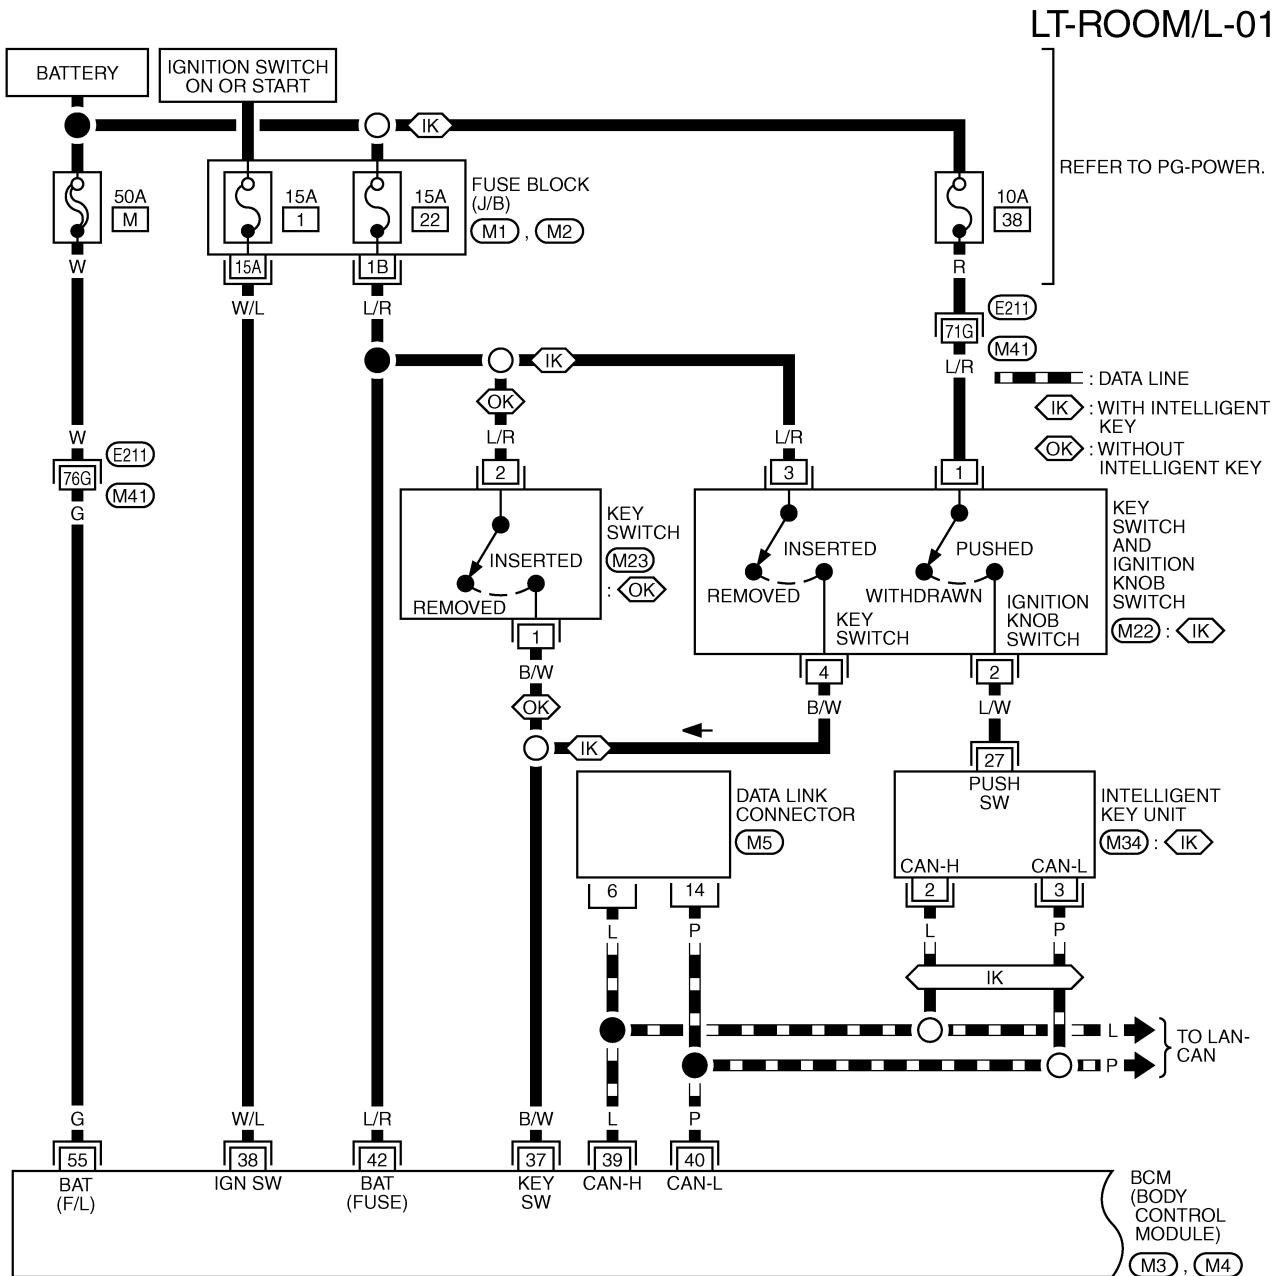 LT-ROOM/L-01
BATTERY
IGNITION SWITCH
ON OR START
IK
REFER TO PG-POWER.
50A
M
15A
1
15A
22
FUSE BLOCK
(J/B)
M1 , M2
10A
38
W
15A
1B
R
W/L
L/R
E211
71G
M41
L/R
: DATA LINE
IK : WITH INTELLIGENT
KEY
OK : WITHOUT
INTELLIGENT KEY
IK
OK
W
E211
76G
M41
G
L/R
L/R
2
3
1
KEY
SWITCH
M23
: OK
INSERTED
REMOVED
INSERTED
REMOVED
KEY
SWITCH
PUSHED
WITHDRAWN
IGNITION
KNOB
SWITCH
KEY
SWITCH
AND
IGNITION
KNOB
SWITCH
M22 : IK
1
B/W
OK
IK
4
B/W
2
L/W
27
PUSH
SW
DATA LINK
CONNECTOR
M5
INTELLIGENT
KEY UNIT
M34 : IK
CAN-H
CAN-L
6
14
2
3
L
P
L
P
IK
L
P
TO LAN-
CAN
G
W/L
L/R
B/W
L
P
55
38
42
37
39
40
BAT
(F/L)
IGN SW
BAT
(FUSE)
KEY
SW
CAN-H
CAN-L
BCM
(BODY
CONTROL
MODULE)
M3 , M4